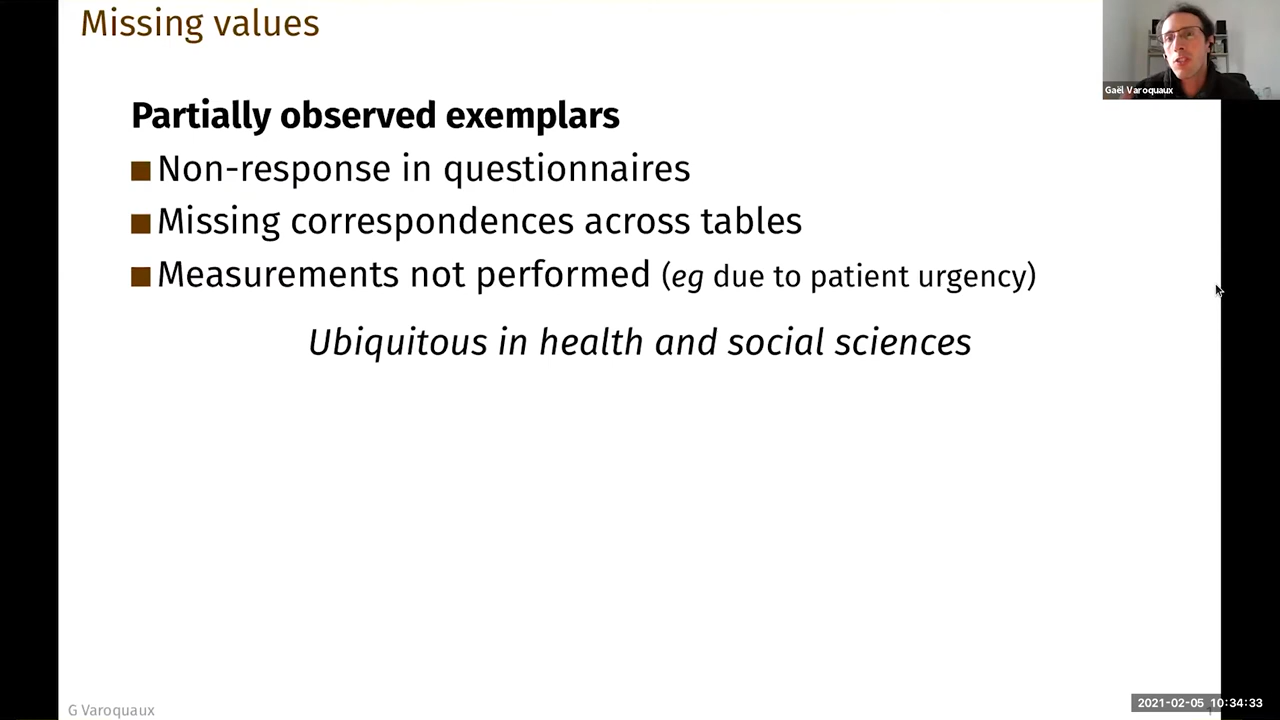 Missing values
Gaël Varoquaux
Partially observed exemplars
Non-response in questionnaires
Missing correspondences across tables
Measurements not performed (eg due to patient urgency)
Ubiquitous in health and social sciences
G Varoquaux
2021-02-05 10:34:33